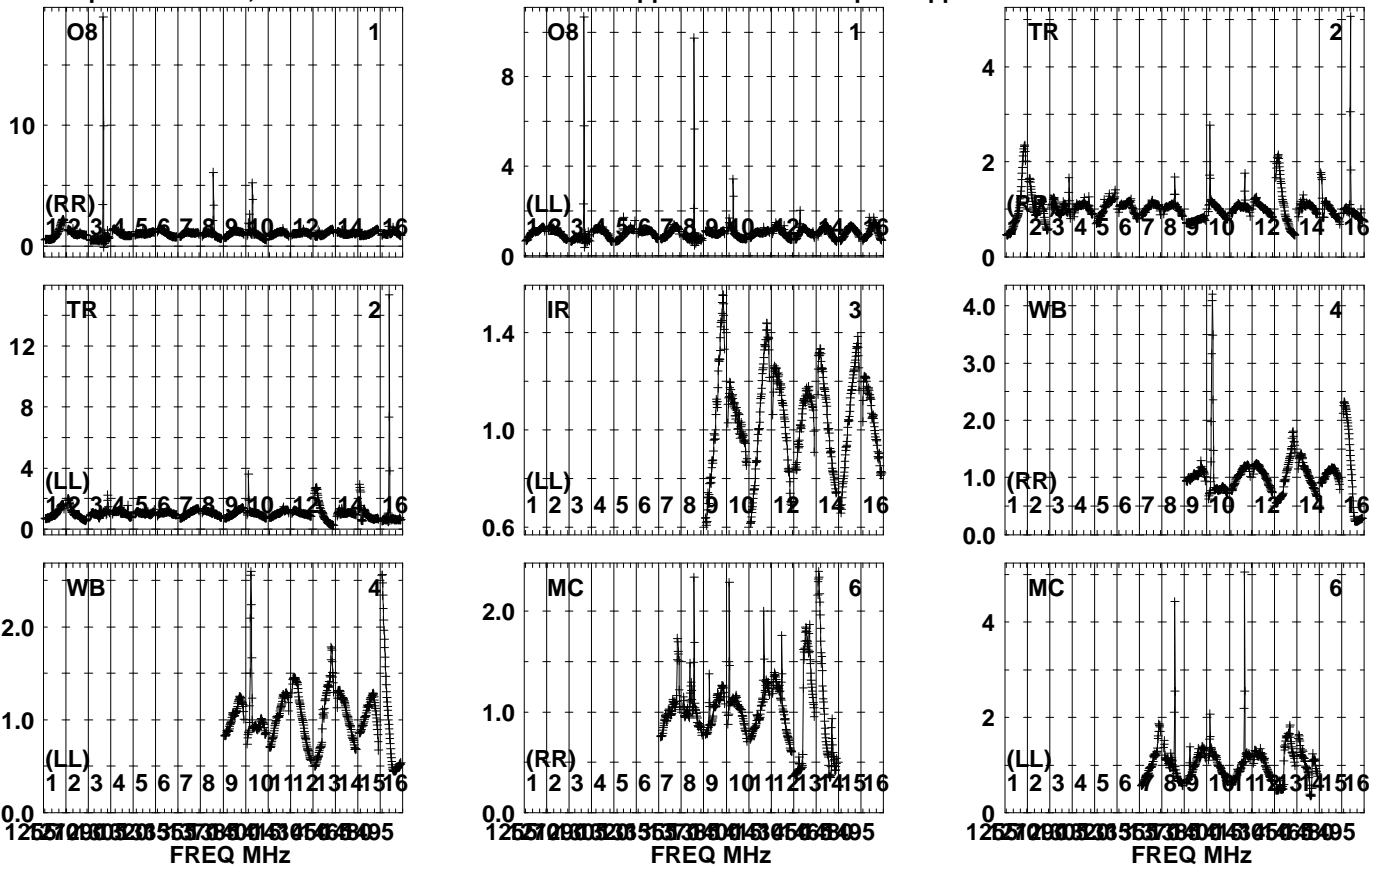 O8 1
10
(RR)
1 2 3 4 5 6 7 8 9 10 12 14 16
0
O8 1
8
4
(LL)
1 2 3 4 5 6 7 8 9 10 12 14 16
0
TR 2
4
2
(RR)
1 2 3 4 5 6 7 8 9 10 12 14 16
0
TR 2
12
8
4
(LL)
1 2 3 4 5 6 7 8 9 10 12 14 16
0
IR 3
1.4
1.0
(LL)
1 2 3 4 5 6 7 8 9 10 12 14 16
0.6
WB 4
4.0
3.0
2.0
1.0
(RR)
1 2 3 4 5 6 7 8 9 10 12 14 16
0.0
WB 4
2.0
1.0
(LL)
1 2 3 4 5 6 7 8 9 10 11 12 13 14 15 16
0.0
FREQ MHz
MC 6
2.0
1.0
(RR)
1 2 3 4 5 6 7 8 9 10 11 12 13 14 15 16
0.0
FREQ MHz
MC 6
4
2
(LL)
1 2 3 4 5 6 7 8 9 10 11 12 13 14 15 16
0
FREQ MHz